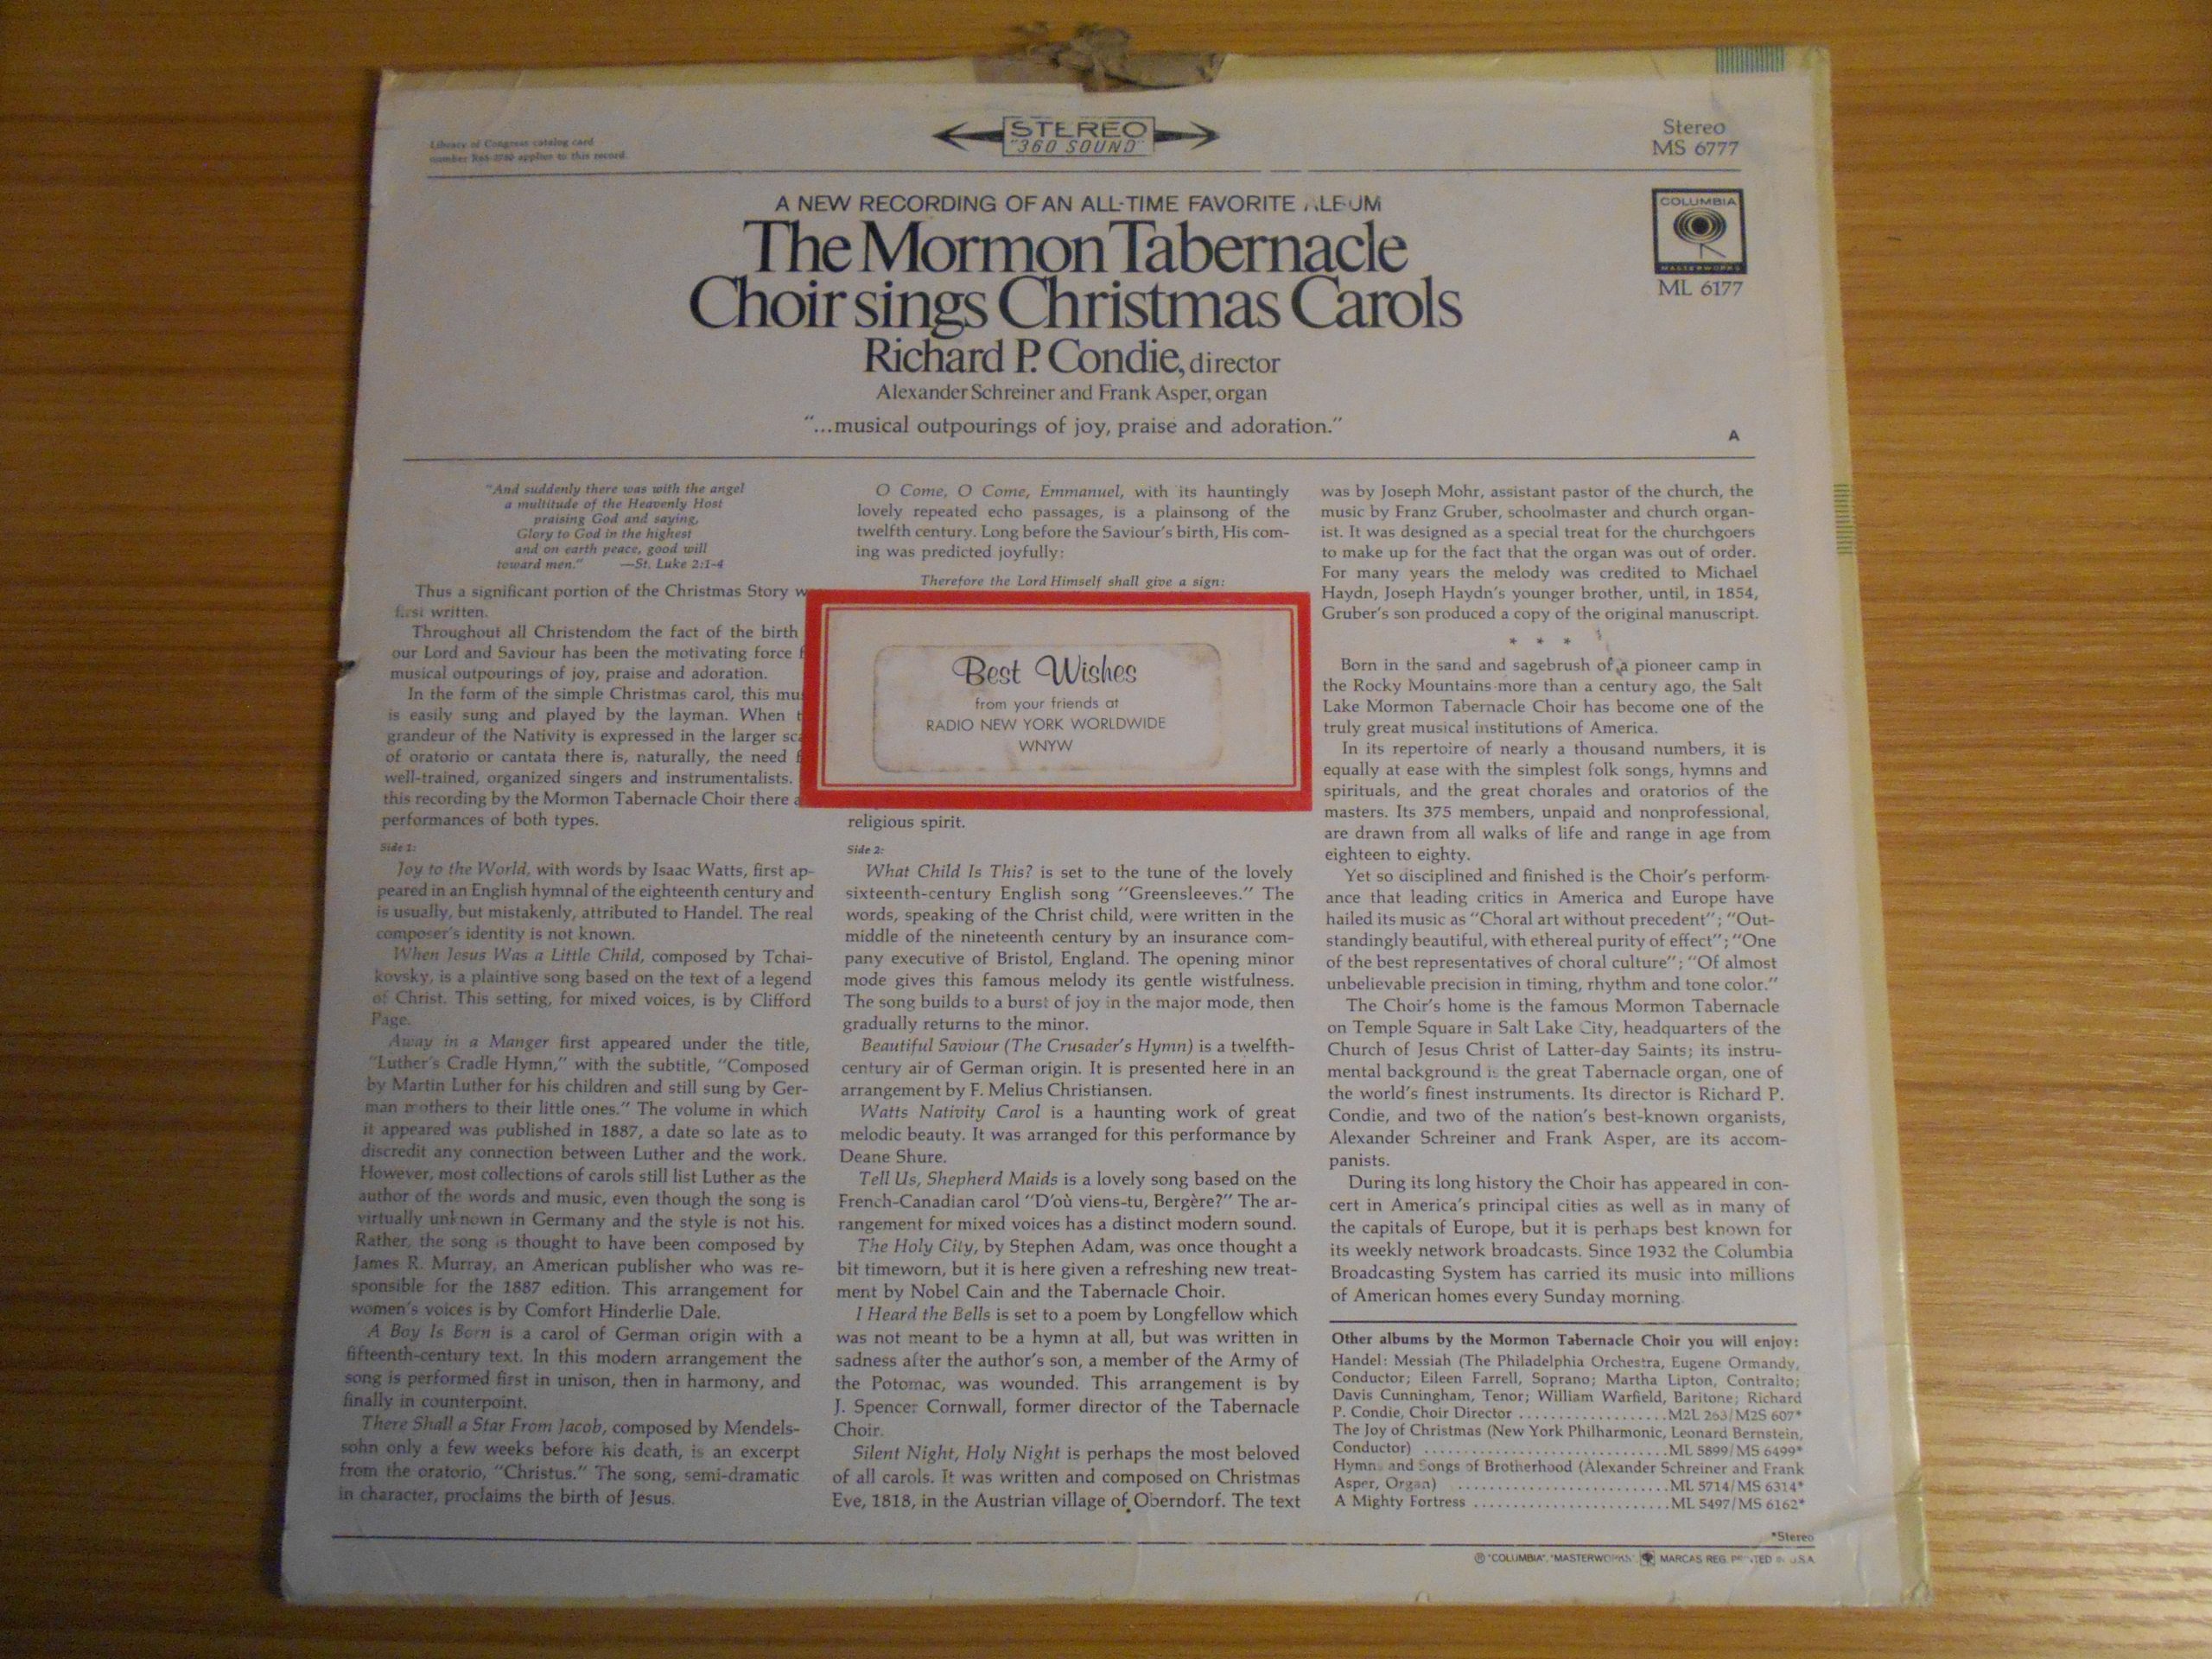 Library of Congress catalog card
number applies to this record.
STEREO
"360 SOUND"
Stereo
MS 6777
COLUMBIA
MASTERWORKS
ML 6177
A NEW RECORDING OF AN ALL-TIME FAVORITE ALBUM
The Mormon Tabernacle
Choir sings Christmas Carols
Richard P. Condie, director
Alexander Schreiner and Frank Asper, organ
"...musical outpourings of joy, praise and adoration."
A
"And suddenly there was with the angel
a multitude of the Heavenly Host
praising God and saying,
Glory to God in the highest
and on earth peace, good will
toward men." —St. Luke 2:1-4
Thus a significant portion of the Christmas Story
first written.
Throughout all Christendom the fact of the birth
our Lord and Saviour has been the motivating force
musical outpourings of joy, praise and adoration.
In the form of the simple Christmas carol, this
is easily sung and played by the layman. When
grandeur of the Nativity is expressed in the larger
of oratorio or cantata there is, naturally, the need
well-trained, organized singers and instrumentalists.
this recording by the Mormon Tabernacle Choir there
performances of both types.
Side 1:
Joy to the World, with words by Isaac Watts, first ap-
peared in an English hymnal of the eighteenth century and
is usually, but mistakenly, attributed to Handel. The real
composer's identity is not known.
When Jesus Was a Little Child, composed by Tchai-
kovsky, is a plaintive song based on the text of a legend
of Christ. This setting, for mixed voices, is by Clifford
Page.
Away in a Manger first appeared under the title,
"Luther's Cradle Hymn," with the subtitle, "Composed
by Martin Luther for his children and still sung by Ger-
man mothers to their little ones." The volume in which
it appeared was published in 1887, a date so late as to
discredit any connection between Luther and the work.
However, most collections of carols still list Luther as the
author of the words and music, even though the song is
virtually unknown in Germany and the style is not his.
Rather, the song is thought to have been composed by
James R. Murray, an American publisher who was re-
sponsible for the 1887 edition. This arrangement for
women's voices is by Comfort Hinderlie Dale.
A Boy Is Born is a carol of German origin with a
fifteenth-century text. In this modern arrangement the
song is performed first in unison, then in harmony, and
finally in counterpoint.
There Shall a Star From Jacob, composed by Mendels-
sohn only a few weeks before his death, is an excerpt
from the oratorio, "Christus." The song, semi-dramatic
in character, proclaims the birth of Jesus.
O Come, O Come, Emmanuel, with its hauntingly
lovely repeated echo passages, is a plainsong of the
twelfth century. Long before the Saviour's birth, His com-
ing was predicted joyfully:
Therefore the Lord Himself shall give a sign:
Best Wishes
from your friends at
RADIO NEW YORK WORLDWIDE
WNYW
religious spirit.
Side 2:
What Child Is This? is set to the tune of the lovely
sixteenth-century English song "Greensleeves." The
words, speaking of the Christ child, were written in the
middle of the nineteenth century by an insurance com-
pany executive of Bristol, England. The opening minor
mode gives this famous melody its gentle wistfulness.
The song builds to a burst of joy in the major mode, then
gradually returns to the minor.
Beautiful Saviour (The Crusader's Hymn) is a twelfth-
century air of German origin. It is presented here in an
arrangement by F. Melius Christiansen.
Watts Nativity Carol is a haunting work of great
melodic beauty. It was arranged for this performance by
Deane Shure.
Tell Us, Shepherd Maids is a lovely song based on the
French-Canadian carol "D'où viens-tu, Bergère?" The ar-
rangement for mixed voices has a distinct modern sound.
The Holy City, by Stephen Adam, was once thought a
bit timeworn, but it is here given a refreshing new treat-
ment by Nobel Cain and the Tabernacle Choir.
I Heard the Bells is set to a poem by Longfellow which
was not meant to be a hymn at all, but was written in
sadness after the author's son, a member of the Army of
the Potomac, was wounded. This arrangement is by
J. Spencer Cornwall, former director of the Tabernacle
Choir.
Silent Night, Holy Night is perhaps the most beloved
of all carols. It was written and composed on Christmas
Eve, 1818, in the Austrian village of Oberndorf. The text
was by Joseph Mohr, assistant pastor of the church, the
music by Franz Gruber, schoolmaster and church organ-
ist. It was designed as a special treat for the churchgoers
to make up for the fact that the organ was out of order.
For many years the melody was credited to Michael
Haydn, Joseph Haydn's younger brother, until, in 1854,
Gruber's son produced a copy of the original manuscript.
* * *
Born in the sand and sagebrush of a pioneer camp in
the Rocky Mountains more than a century ago, the Salt
Lake Mormon Tabernacle Choir has become one of the
truly great musical institutions of America.
In its repertoire of nearly a thousand numbers, it is
equally at ease with the simplest folk songs, hymns and
spirituals, and the great chorales and oratorios of the
masters. Its 375 members, unpaid and nonprofessional,
are drawn from all walks of life and range in age from
eighteen to eighty.
Yet so disciplined and finished is the Choir's perform-
ance that leading critics in America and Europe have
hailed its music as "Choral art without precedent"; "Out-
standingly beautiful, with ethereal purity of effect"; "One
of the best representatives of choral culture"; "Of almost
unbelievable precision in timing, rhythm and tone color."
The Choir's home is the famous Mormon Tabernacle
on Temple Square in Salt Lake City, headquarters of the
Church of Jesus Christ of Latter-day Saints; its instru-
mental background is the great Tabernacle organ, one of
the world's finest instruments. Its director is Richard P.
Condie, and two of the nation's best-known organists,
Alexander Schreiner and Frank Asper, are its accom-
panists.
During its long history the Choir has appeared in con-
cert in America's principal cities as well as in many of
the capitals of Europe, but it is perhaps best known for
its weekly network broadcasts. Since 1932 the Columbia
Broadcasting System has carried its music into millions
of American homes every Sunday morning.
Other albums by the Mormon Tabernacle Choir you will enjoy:
Handel: Messiah (The Philadelphia Orchestra, Eugene Ormandy,
Conductor; Eileen Farrell, Soprano; Martha Lipton, Contralto;
Davis Cunningham, Tenor; William Warfield, Baritone; Richard
P. Condie, Choir Director ...................M2L 263/M2S 607*
The Joy of Christmas (New York Philharmonic, Leonard Bernstein,
Conductor) ...............................ML 5899/MS 6499*
Hymns and Songs of Brotherhood (Alexander Schreiner and Frank
Asper, Organ) ...........................ML 5714/MS 6314*
A Mighty Fortress .........................ML 5497/MS 6162*
*Stereo
℗ "COLUMBIA", "MASTERWORKS", MARCAS REG. PRINTED IN U.S.A.